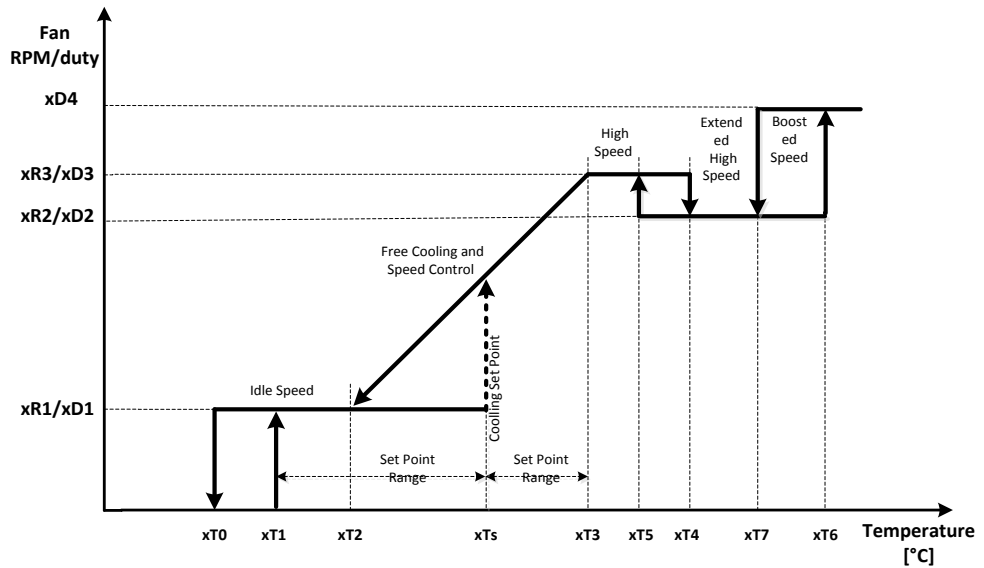 Fan
RPM/duty
xD4
High
Speed
Extend
ed
High
Speed
Boost
ed
Speed
xR3/xD3
xR2/xD2
Free Cooling and
Speed Control
Coolling Set Point
Idle Speed
xR1/xD1
Set Point
Range
Set Point
Range
xT0
xT1
xT2
xTs
xT3
xT5
xT4
xT7
xT6
Temperature
[°C]